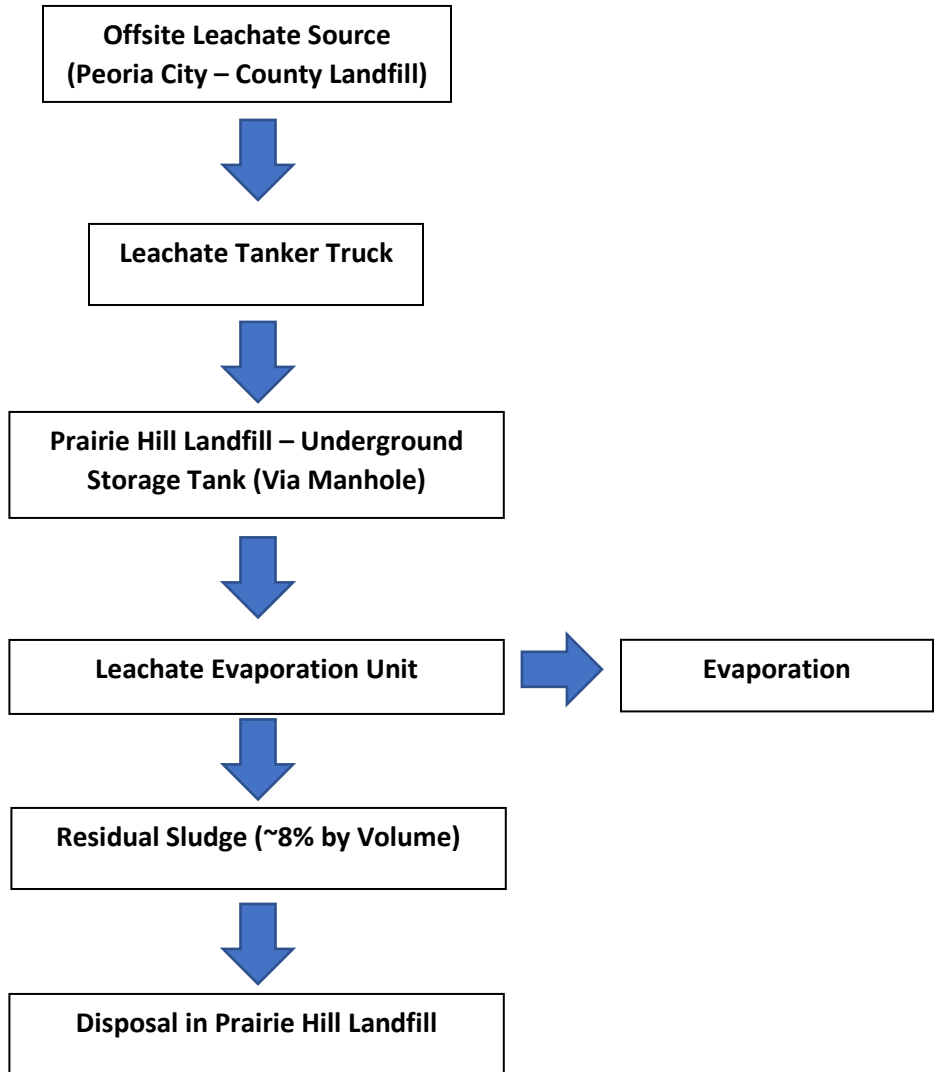 Offsite Leachate Source
(Peoria City – County Landfill)
Leachate Tanker Truck
Prairie Hill Landfill – Underground
Storage Tank (Via Manhole)
Leachate Evaporation Unit
Evaporation
Residual Sludge (~8% by Volume)
Disposal in Prairie Hill Landfill